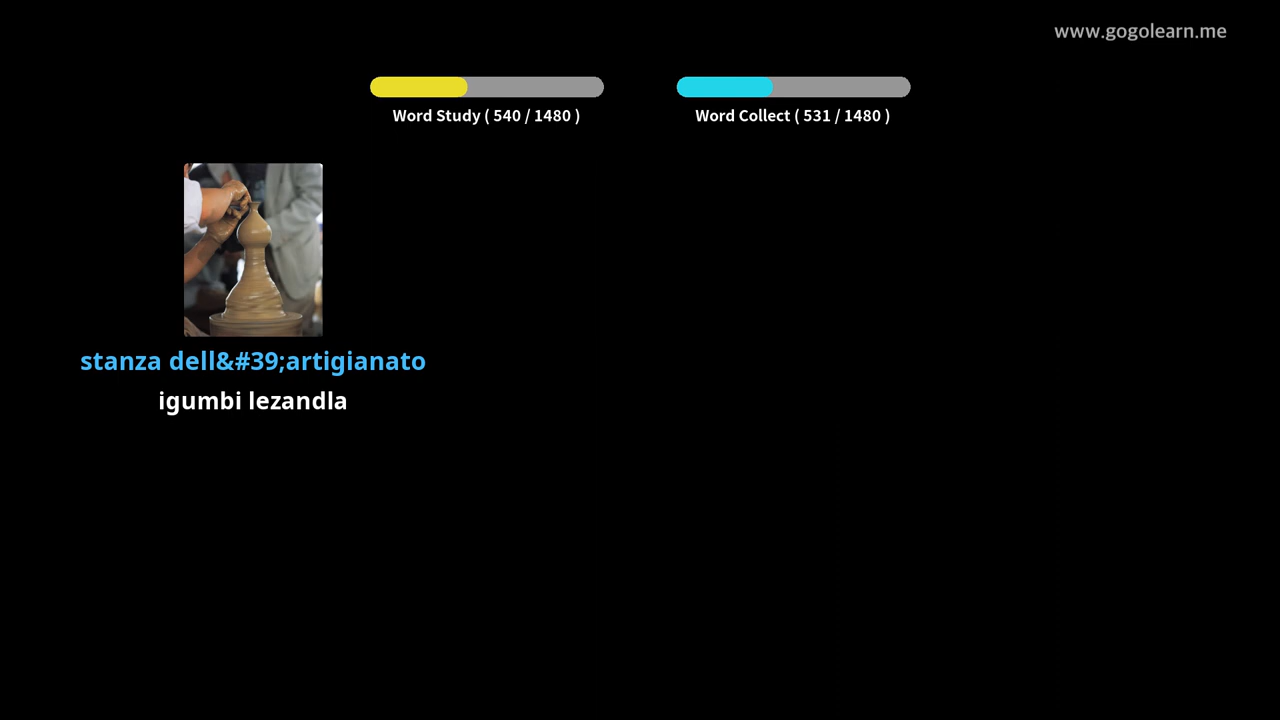 www.gogolearn.me
Word Study ( 540 / 1480 )
Word Collect ( 531 / 1480 )
stanza dell&#39;artigianato
igumbi lezandla